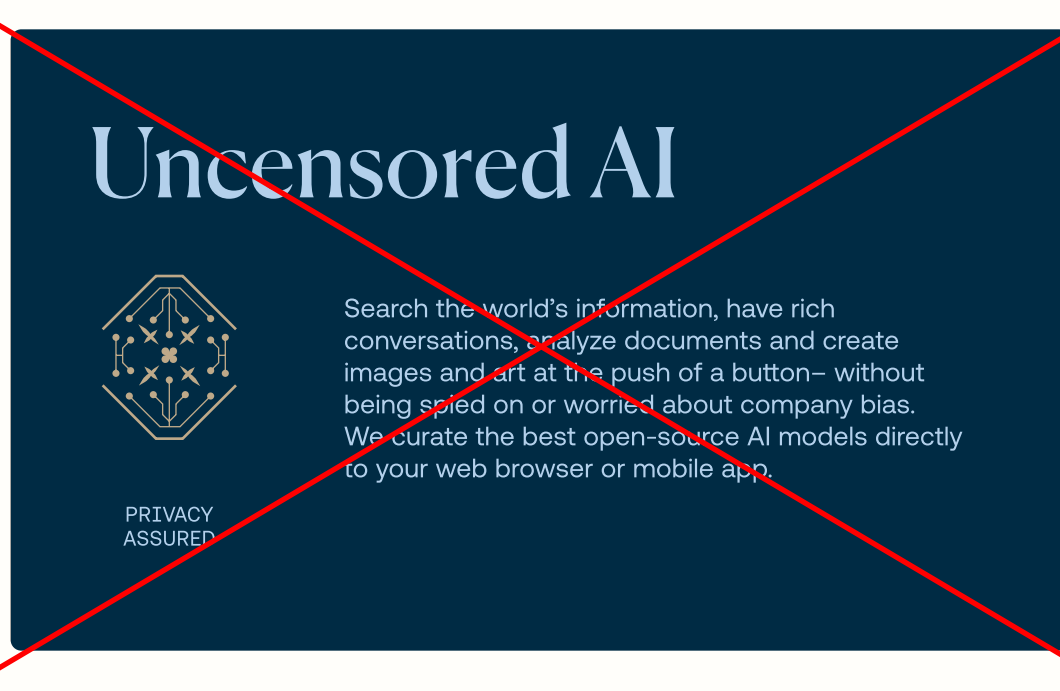 Uncensored AI
Search the world’s information, have rich
conversations, analyze documents and create
images and art at the push of a button– without
being spied on or worried about company bias.
We curate the best open-source AI models directly
to your web browser or mobile app.
PRIVACY
ASSURED